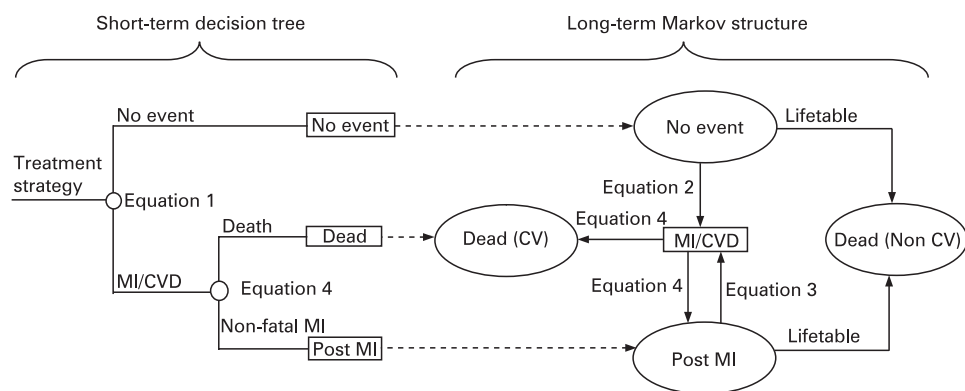 Short-term decision tree
Long-term Markov structure
No event
No event
No event
Lifetable
Treatment
strategy
Equation 1
Equation 2
Death
Dead
Dead (CV)
Equation 4
MI/CVD
Dead (Non CV)
MI/CVD
Equation 4
Equation 4
Equation 3
Non-fatal MI
Post MI
Post MI
Lifetable